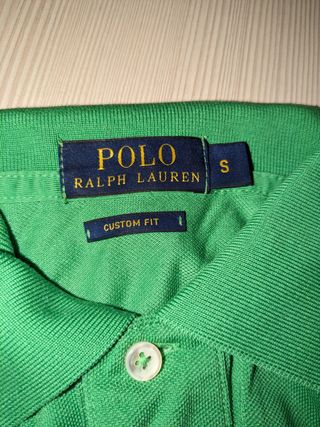 POLO
RALPH LAUREN
S
CUSTOM FIT